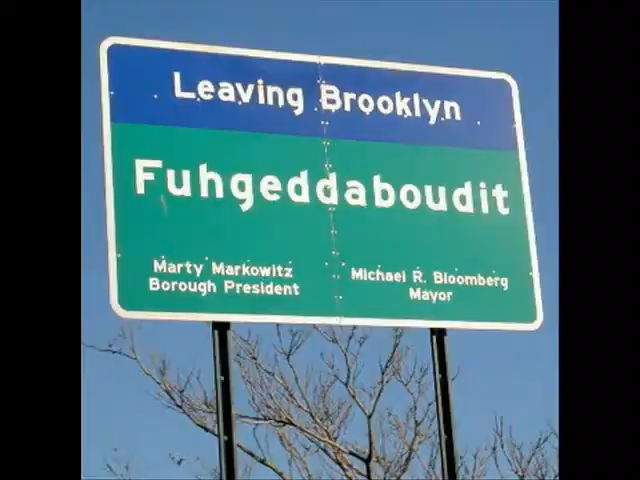 Leaving Brooklyn
Fuhgeddaboudit
Marty Markowitz
Borough President
Michael R. Bloomberg
Mayor